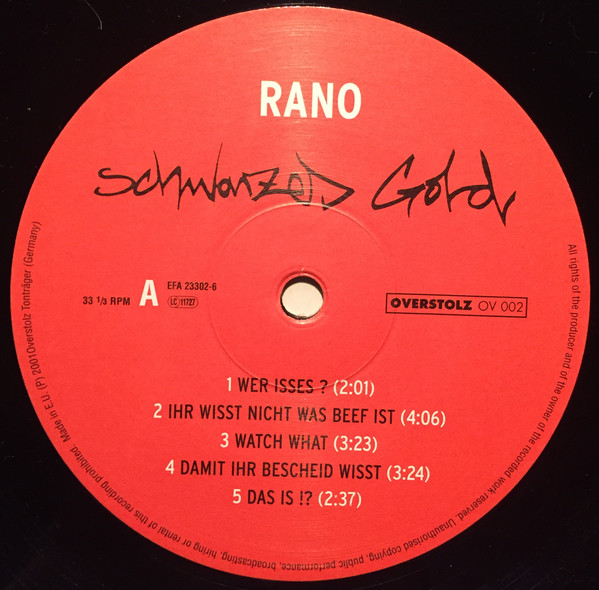 RANO
Schwarzes Gold
33 1/3 RPM A EFA 23302-6
LC 11727
OVERSTOLZ OV 002
1 WER ISSES ? (2:01)
2 IHR WISST NICHT WAS BEEF IST (4:06)
3 WATCH WHAT (3:23)
4 DAMIT IHR BESCHEID WISST (3:24)
5 DAS IS !? (2:37)
All rights of the producer and of the owner of the recorded work reserved. Unauthorised copying, public performance, broadcasting, hiring or rental of this recording prohibited. Made in E.U. (P) 2001Overstolz Tonträger (Germany)